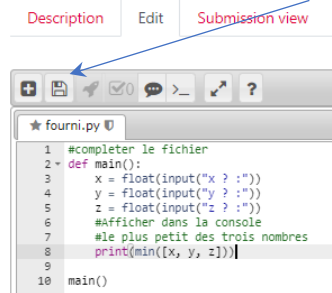 Description Edit Submission view
0 >_ ?
★ fourni.py
1 #completer le fichier
2 def main():
3     x = float(input("x ? :"))
4     y = float(input("y ? :"))
5     z = float(input("z ? :"))
6     #Afficher dans la console
7     #le plus petit des trois nombres
8     print(min([x, y, z]))
9
10 main()